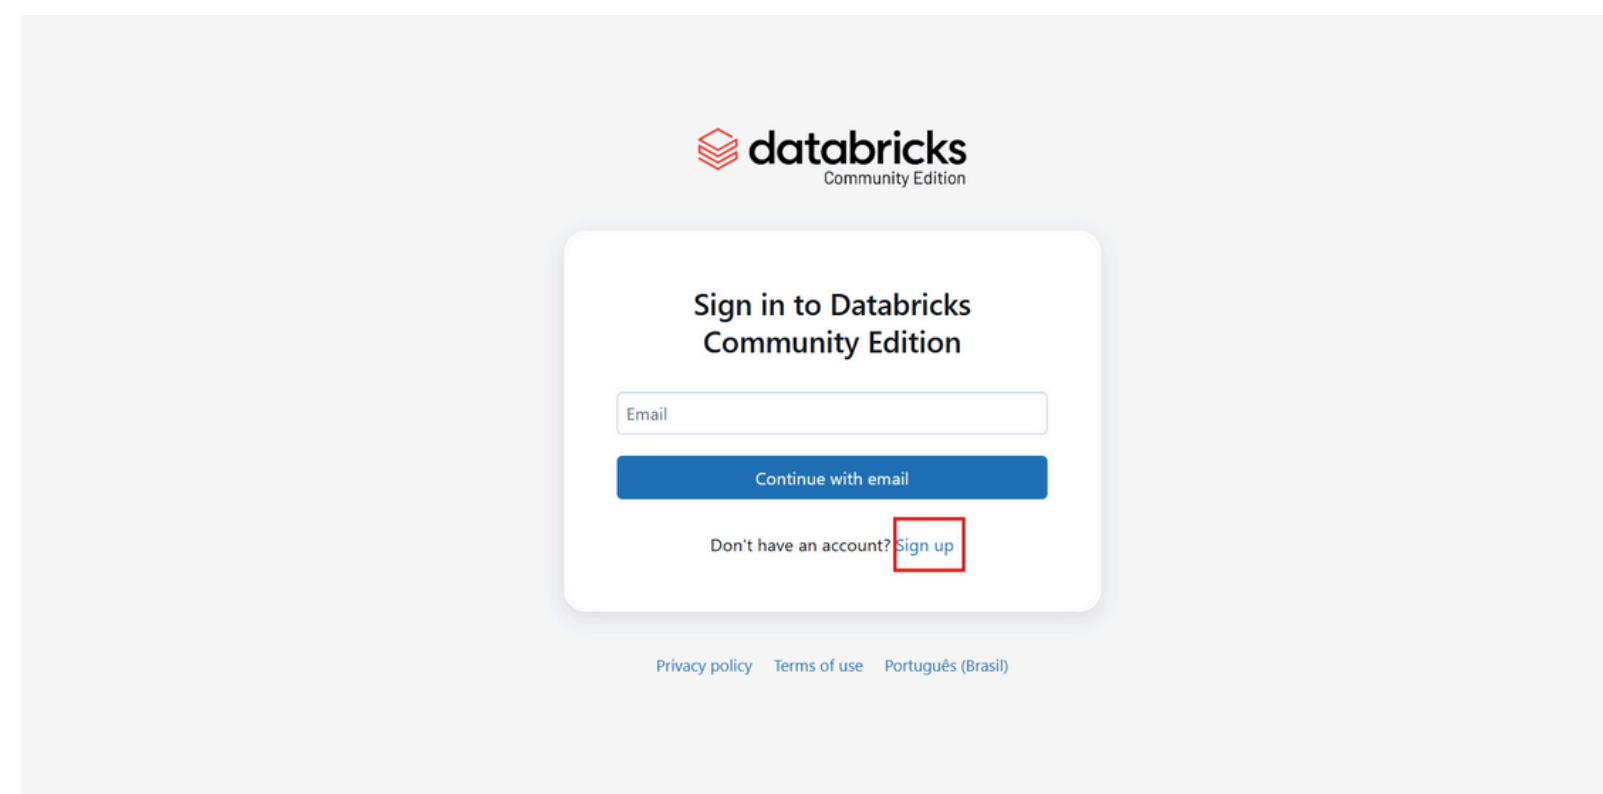 databricks
Community Edition
Sign in to Databricks
Community Edition
Email
Continue with email
Don't have an account? Sign up
Privacy policy Terms of use Português (Brasil)